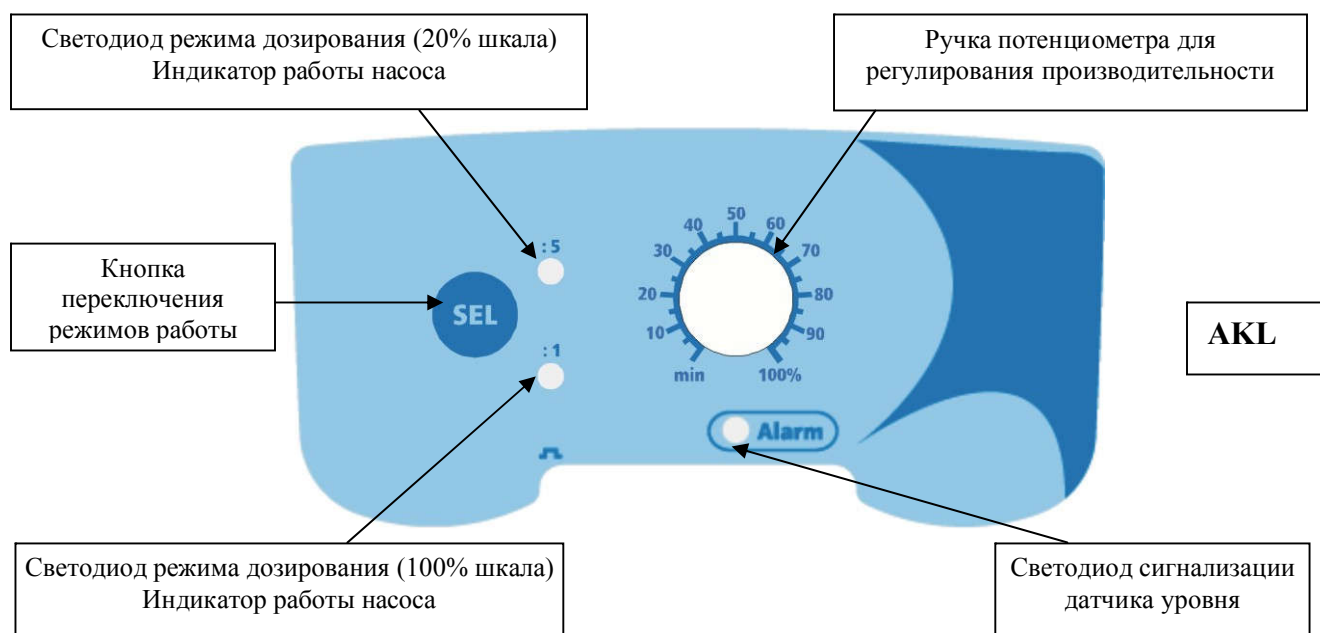 Светодиод режима дозирования (20% шкала)
Индикатор работы насоса
Ручка потенциометра для
регулирования производительности
Кнопка
переключения
режимов работы
SEL
: 5
: 1
min
10
20
30
40
50
60
70
80
90
100%
Alarm
AKL
Светодиод режима дозирования (100% шкала)
Индикатор работы насоса
Светодиод сигнализации
датчика уровня